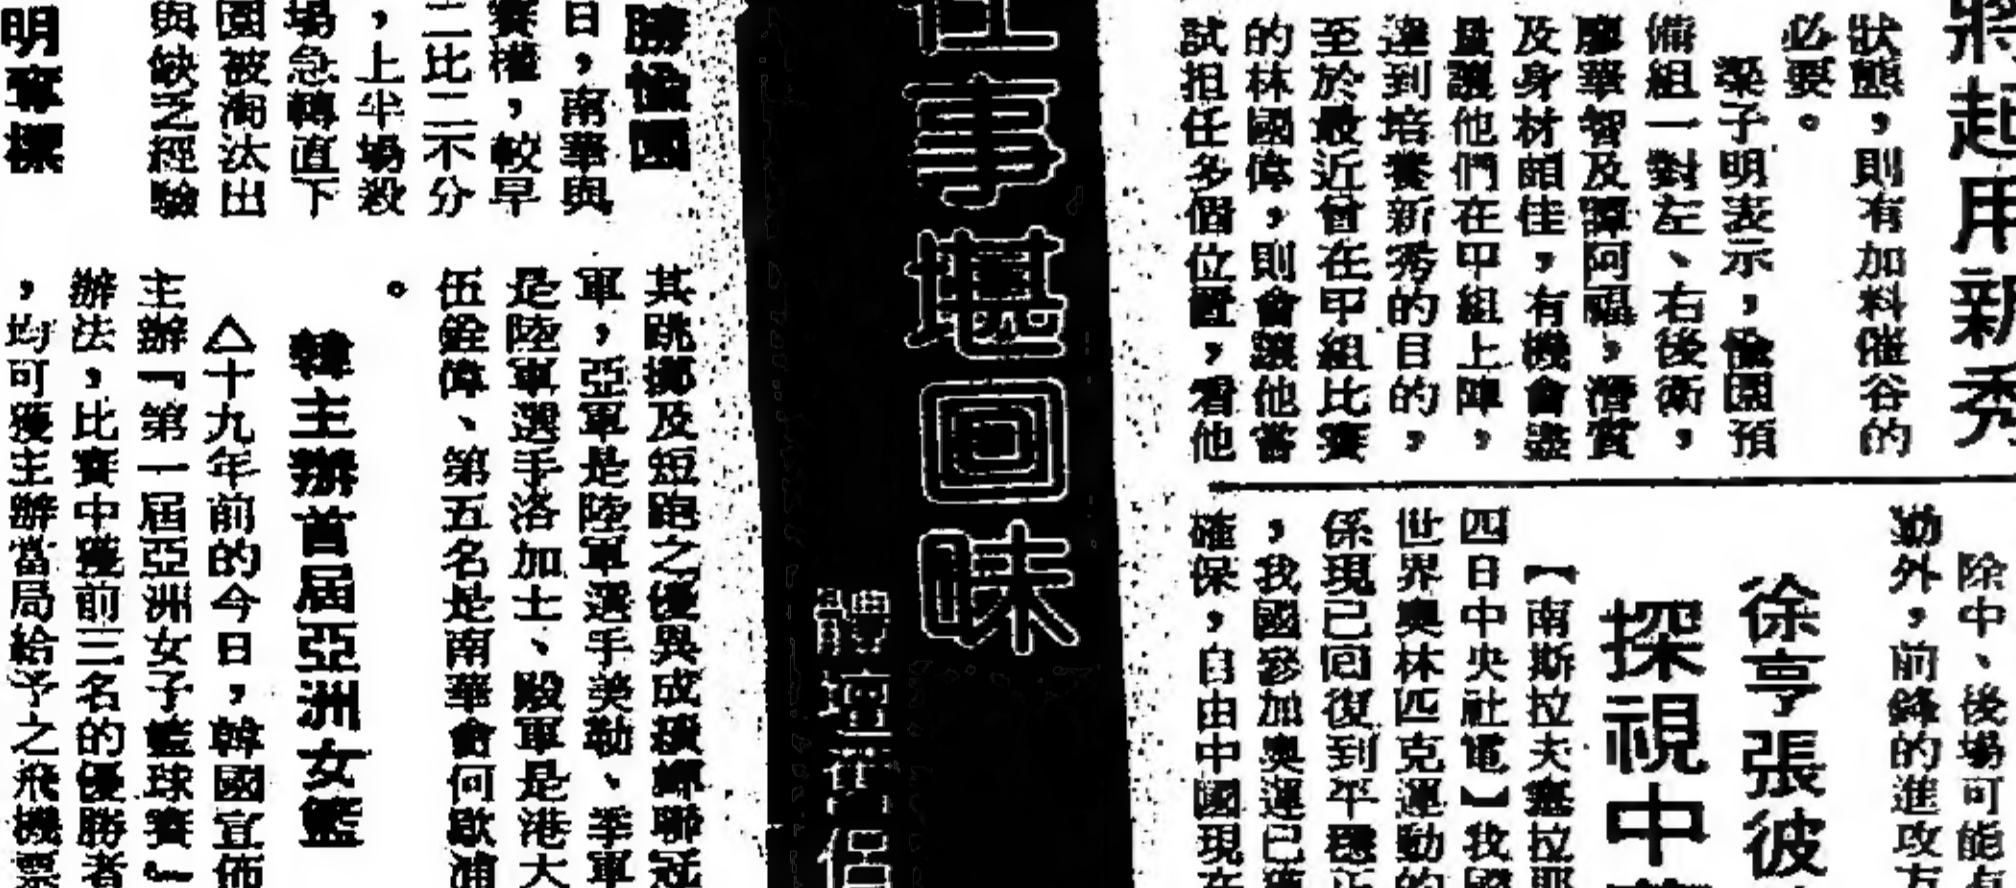 將起用新秀
狀態，則有加料催谷的
必要。
梁子明表示，愉園預
備組一對左、右後衛，
廖華智及譚阿福，潛質
及身材頗佳，有機會盡
量讓他們在甲組上陣，
達到培養新秀的目的，
至於最近曾在甲組比賽
的林國偉，則會讓他嘗
試担任多個位置，看他
除中、後場可能有
勤外，前鋒的進攻方
徐亨張彼
探視中華
【南斯拉夫塞拉耶
四日中央社電】我國
世界奧林匹克運動的
係現已回復到平穩正
，我國參加奧運已獲
確保，自由中國現在
往事堪回味
體壇舊侶
勝愉園
日，南華與
賽權，較早
二比二不分
，上半場殺
場急轉直下
園被淘汰出
與缺乏經驗
明奪標
其跳擲及短跑之優異成績蟬聯冠
軍，亞軍是陸軍選手美勒、季軍
是陸軍選手洛加士、殿軍是港大
伍銓偉、第五名是南華會何歐浦
。
韓主辦首屆亞洲女籃
△十九年前的今日，韓國宣佈
主辦『第一屆亞洲女子籃球賽』
辦法，比賽中獲前三名的優勝者
，均可獲主辦當局給予之飛機票